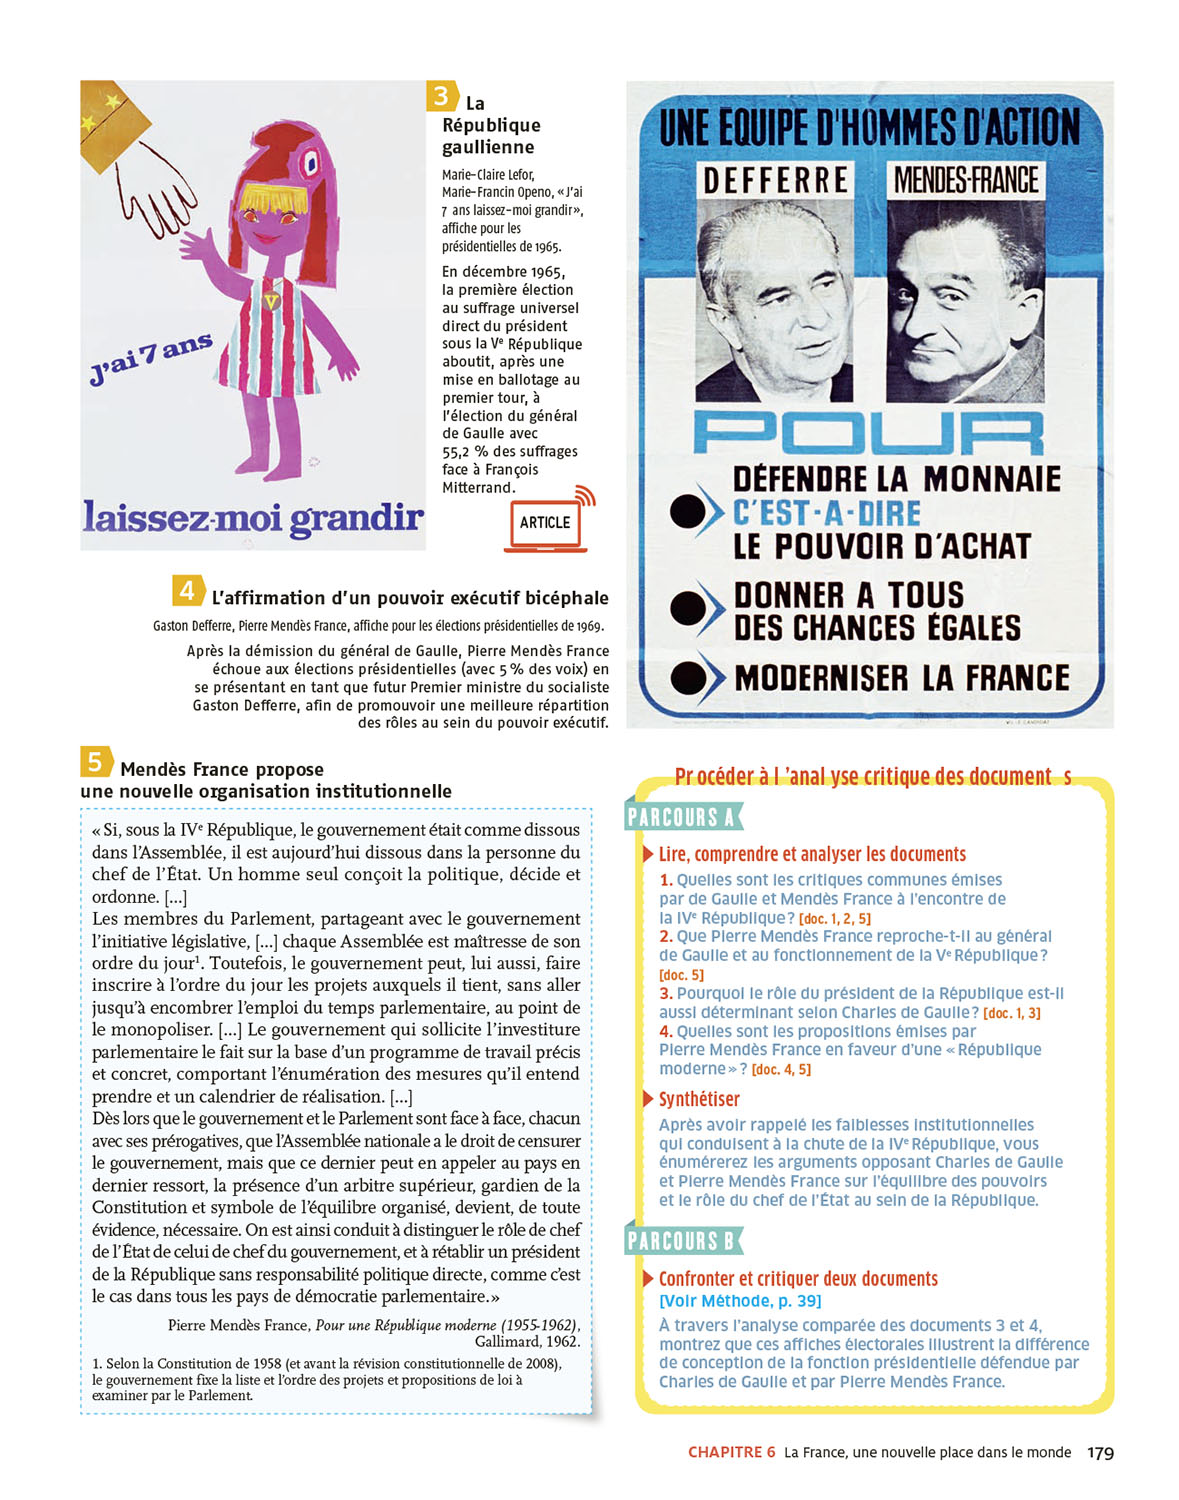 3 La
République
gaullienne
Marie-Claire Lefor,
Marie-Francin Openo, « J’ai
7 ans laissez-moi grandir»,
affiche pour les
présidentielles de 1965.
En décembre 1965,
la première élection
au suffrage universel
direct du président
sous la Vᵉ République
aboutit, après une
mise en ballotage au
premier tour, à
l’élection du général
de Gaulle avec
55,2 % des suffrages
face à François
Mitterrand.
ARTICLE
V
J’ai 7 ans
laissez-moi grandir
UNE ÉQUIPE D’HOMMES D’ACTION
DEFFERRE MENDES-FRANCE
POUR
DÉFENDRE LA MONNAIE
C’EST-A-DIRE
LE POUVOIR D’ACHAT
DONNER A TOUS
DES CHANCES ÉGALES
MODERNISER LA FRANCE
VU LE CANDIDAT
4 L’affirmation d’un pouvoir exécutif bicéphale
Gaston Defferre, Pierre Mendès France, affiche pour les élections présidentielles de 1969.
Après la démission du général de Gaulle, Pierre Mendès France
échoue aux élections présidentielles (avec 5 % des voix) en
se présentant en tant que futur Premier ministre du socialiste
Gaston Defferre, afin de promouvoir une meilleure répartition
des rôles au sein du pouvoir exécutif.
5 Mendès France propose
une nouvelle organisation institutionnelle
« Si, sous la IVᵉ République, le gouvernement était comme dissous
dans l’Assemblée, il est aujourd’hui dissous dans la personne du
chef de l’État. Un homme seul conçoit la politique, décide et
ordonne. [...]
Les membres du Parlement, partageant avec le gouvernement
l’initiative législative, [...] chaque Assemblée est maîtresse de son
ordre du jour¹. Toutefois, le gouvernement peut, lui aussi, faire
inscrire à l’ordre du jour les projets auxquels il tient, sans aller
jusqu’à encombrer l’emploi du temps parlementaire, au point de
le monopoliser. [...] Le gouvernement qui sollicite l’investiture
parlementaire le fait sur la base d’un programme de travail précis
et concret, comportant l’énumération des mesures qu’il entend
prendre et un calendrier de réalisation. [...]
Dès lors que le gouvernement et le Parlement sont face à face, chacun
avec ses prérogatives, que l’Assemblée nationale a le droit de censurer
le gouvernement, mais que ce dernier peut en appeler au pays en
dernier ressort, la présence d’un arbitre supérieur, gardien de la
Constitution et symbole de l’équilibre organisé, devient, de toute
évidence, nécessaire. On est ainsi conduit à distinguer le rôle de chef
de l’État de celui de chef du gouvernement, et à rétablir un président
de la République sans responsabilité politique directe, comme c’est
le cas dans tous les pays de démocratie parlementaire.»
Pierre Mendès France, Pour une République moderne (1955-1962),
Gallimard, 1962.
1. Selon la Constitution de 1958 (et avant la révision constitutionnelle de 2008),
le gouvernement fixe la liste et l’ordre des projets et propositions de loi à
examiner par le Parlement.
Pr océder à l ’anal yse critique des document s
PARCOURS A
Lire, comprendre et analyser les documents
1. Quelles sont les critiques communes émises
par de Gaulle et Mendès France à l’encontre de
la IVᵉ République? [doc. 1, 2, 5]
2. Que Pierre Mendès France reproche-t-il au général
de Gaulle et au fonctionnement de la Vᵉ République?
[doc. 5]
3. Pourquoi le rôle du président de la République est-il
aussi déterminant selon Charles de Gaulle? [doc. 1, 3]
4. Quelles sont les propositions émises par
Pierre Mendès France en faveur d’une « République
moderne »? [doc. 4, 5]
Synthétiser
Après avoir rappelé les faiblesses institutionnelles
qui conduisent à la chute de la IVᵉ République, vous
énumérerez les arguments opposant Charles de Gaulle
et Pierre Mendès France sur l’équilibre des pouvoirs
et le rôle du chef de l’État au sein de la République.
PARCOURS B
Confronter et critiquer deux documents
[Voir Méthode, p. 39]
À travers l’analyse comparée des documents 3 et 4,
montrez que ces affiches électorales illustrent la différence
de conception de la fonction présidentielle défendue par
Charles de Gaulle et par Pierre Mendès France.
CHAPITRE 6 La France, une nouvelle place dans le monde 179